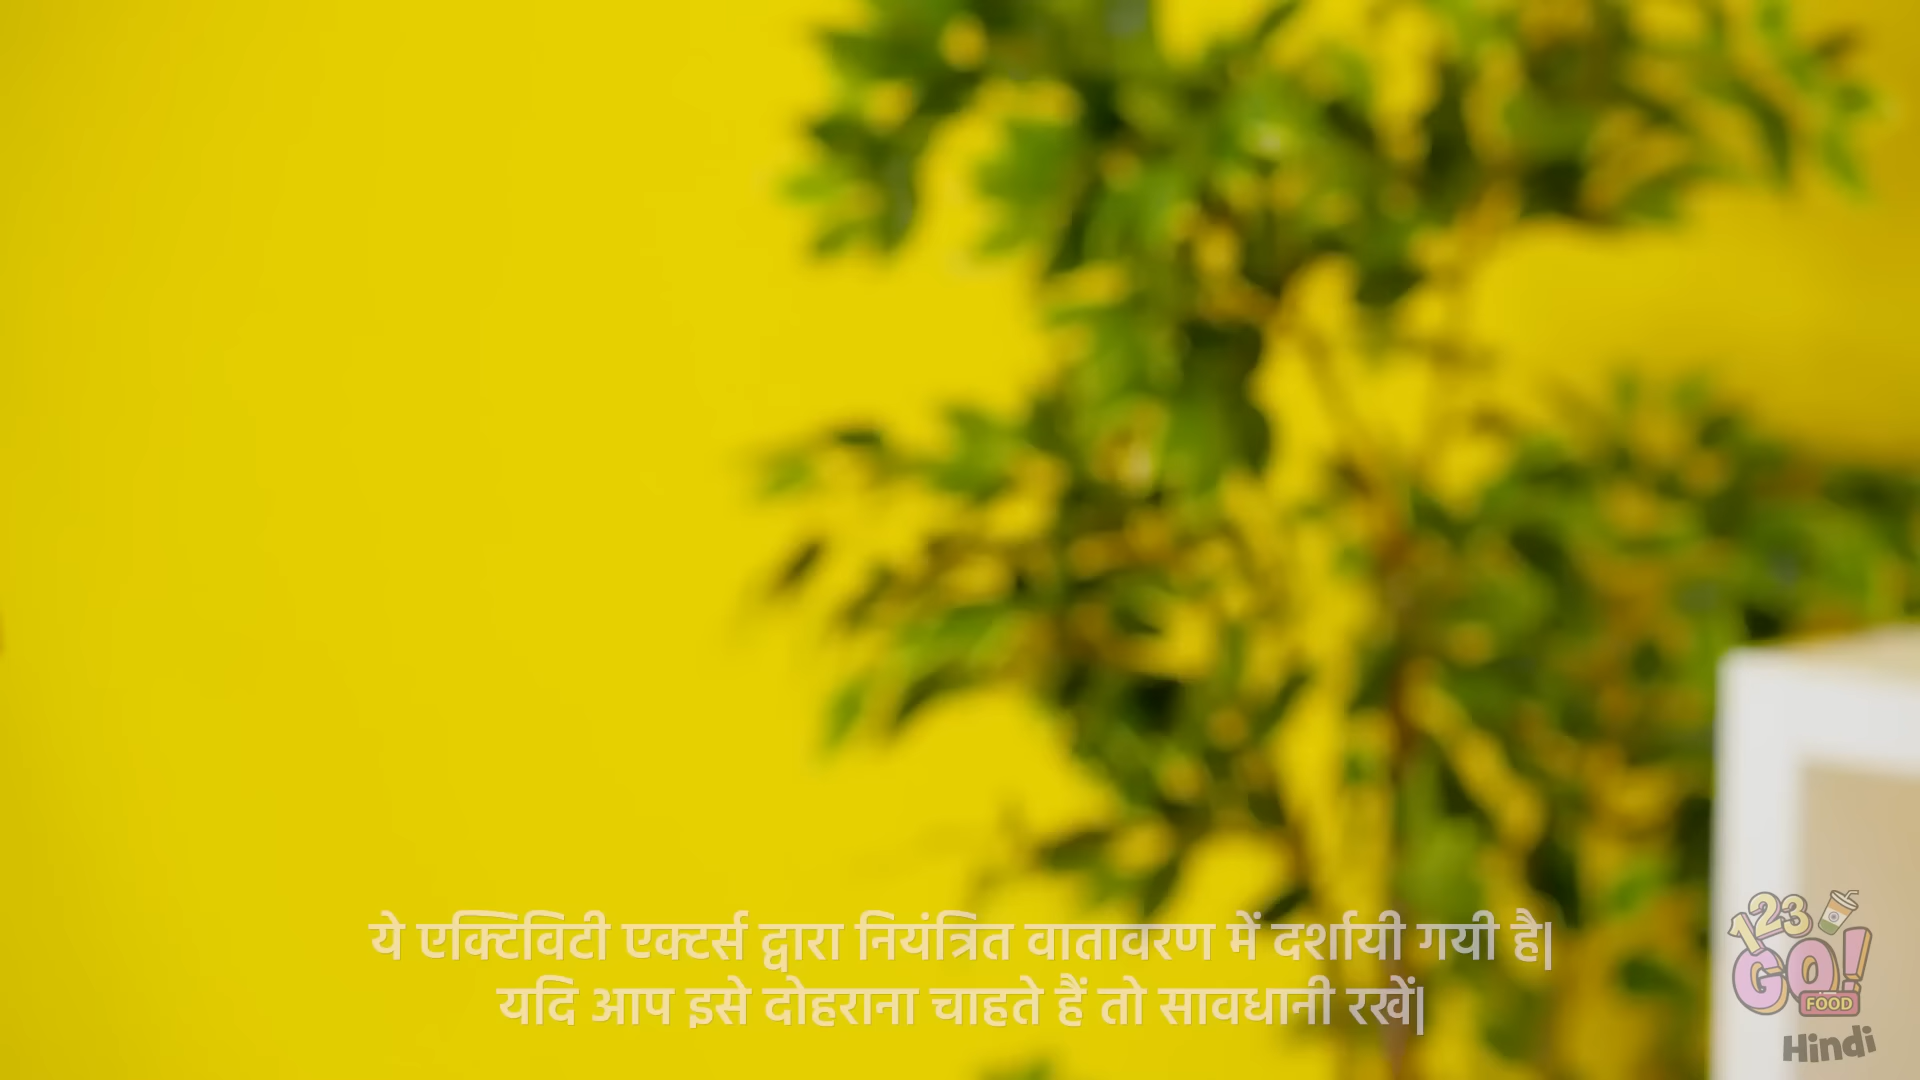 ये एक्टिविटी एक्टर्स द्वारा नियंत्रित वातावरण में दर्शायी गयी है|
यदि आप इसे दोहराना चाहते हैं तो सावधानी रखें|
123
GO!
FOOD
Hindi